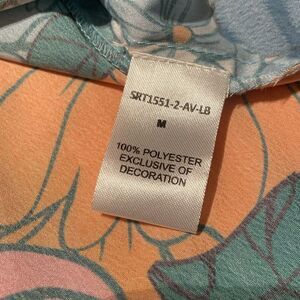 SRT1551-2-AV-LB
M
100% POLYESTER
EXCLUSIVE OF
DECORATION